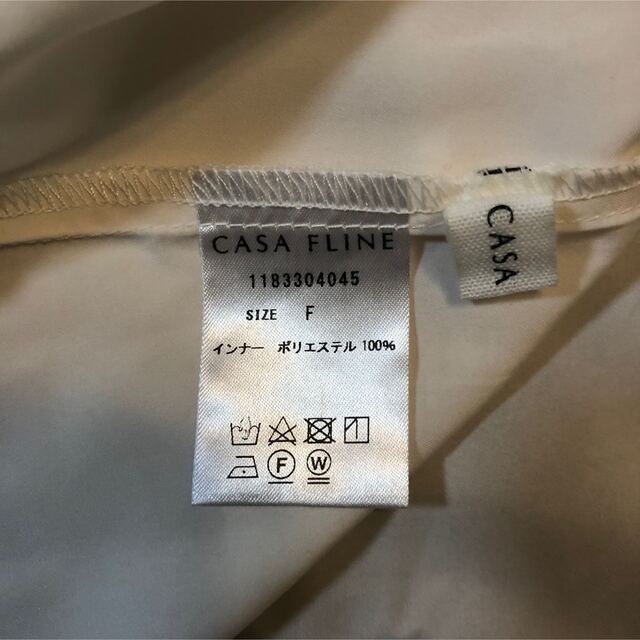 CASA FLINE
1183304045
SIZE F
インナー ポリエステル 100%
F W
CASA